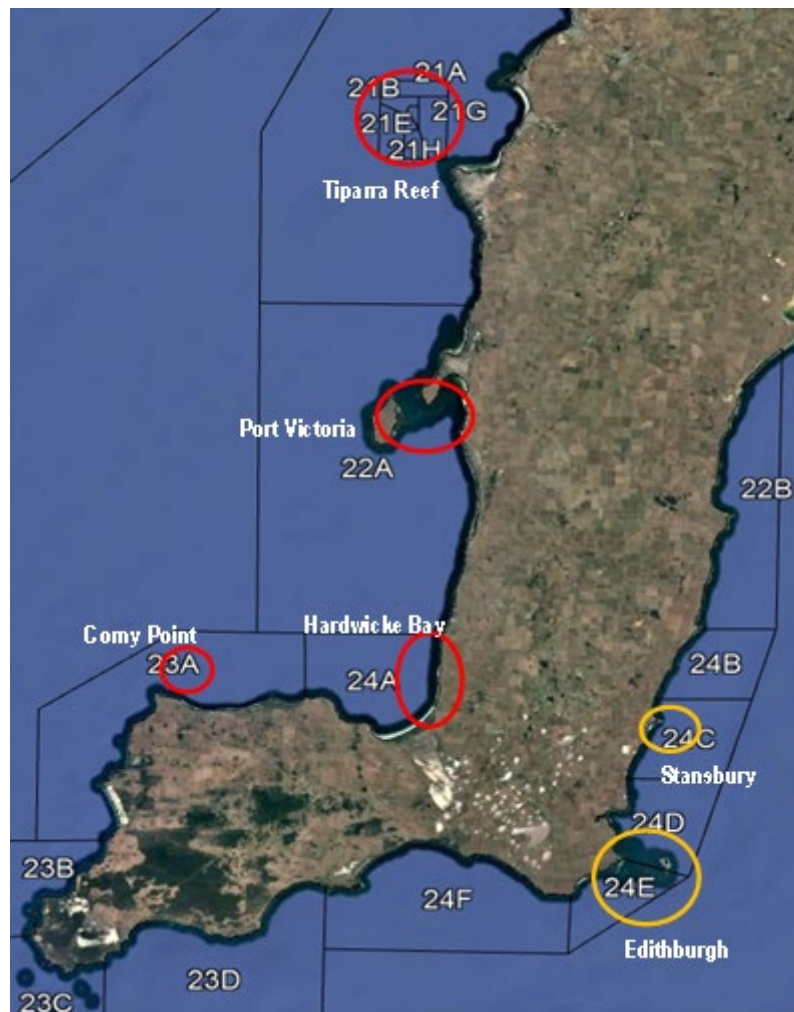 21A
21B
21G
21E
21H
Tiparra Reef
Port Victoria
22A
22B
Hardwicke Bay
Corny Point
23A
24A
24B
24C
Stansbury
24D
23B
24E
24F
Edithburgh
23D
23C